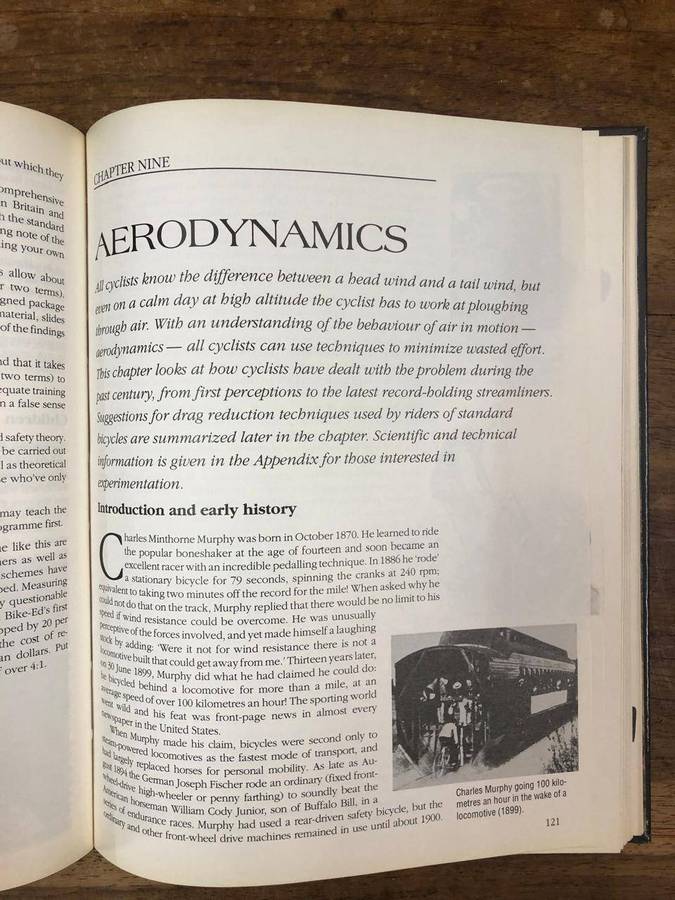 ut which they
omprehensive
n Britain and
h the standard
ng note of the
ing your own
s allow about
r two terms).
gned package
naterial, slides
of the findings
nd that it takes
two terms) to
equate training
n a false sense
d safety theory.
be carried out
l as theoretical
e who've only
may teach the
ogramme first.
e like this are
ners as well as
schemes have
ped. Measuring
y questionable
Bike-Ed's first
pped by 20 per
the cost of re-
an dollars. Put
f over 4:1.
CHAPTER NINE
AERODYNAMICS
All cyclists know the difference between a head wind and a tail wind, but
even on a calm day at high altitude the cyclist has to work at ploughing
through air. With an understanding of the behaviour of air in motion —
aerodynamics — all cyclists can use techniques to minimize wasted effort.
This chapter looks at how cyclists have dealt with the problem during the
past century, from first perceptions to the latest record-holding streamliners.
Suggestions for drag reduction techniques used by riders of standard
bicycles are summarized later in the chapter. Scientific and technical
information is given in the Appendix for those interested in
experimentation.
Introduction and early history
Charles Minthorne Murphy was born in October 1870. He learned to ride
the popular boneshaker at the age of fourteen and soon became an
excellent racer with an incredible pedalling technique. In 1886 he 'rode'
a stationary bicycle for 79 seconds, spinning the cranks at 240 rpm;
equivalent to taking two minutes off the record for the mile! When asked why he
could not do that on the track, Murphy replied that there would be no limit to his
speed if wind resistance could be overcome. He was unusually
perceptive of the forces involved, and yet made himself a laughing
stock by adding: 'Were it not for wind resistance there is not a
locomotive built that could get away from me.' Thirteen years later,
on 30 June 1899, Murphy did what he had claimed he could do:
he bicycled behind a locomotive for more than a mile, at an
average speed of over 100 kilometres an hour! The sporting world
went wild and his feat was front-page news in almost every
newspaper in the United States.
When Murphy made his claim, bicycles were second only to
steam-powered locomotives as the fastest mode of transport, and
had largely replaced horses for personal mobility. As late as Au-
gust 1894 the German Joseph Fischer rode an ordinary (fixed front-
wheel-drive high-wheeler or penny farthing) to soundly beat the
American horseman William Cody Junior, son of Buffalo Bill, in a
series of endurance races. Murphy had used a rear-driven safety bicycle, but the
ordinary and other front-wheel drive machines remained in use until about 1900.
Charles Murphy going 100 kilo-
metres an hour in the wake of a
locomotive (1899).
121